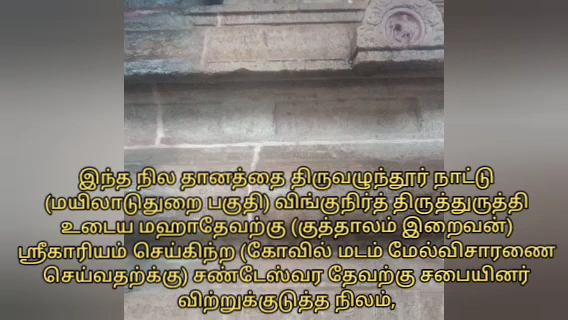 இந்த நில தானத்தை திருவழுந்தூர் நாட்டு
(மயிலாடுதுறை பகுதி) விங்குநிர்த் திருத்துருத்தி
உடைய மஹாதேவற்கு (குத்தாலம் இறைவன்)
ஸ்ரீகாரியம் செய்கின்ற (கோவில் மடம் மேல்விசாரணை
செய்வதற்க்கு) சண்டேஸ்வர தேவற்கு சபையினர்
விற்றுக்குடுத்த நிலம்,